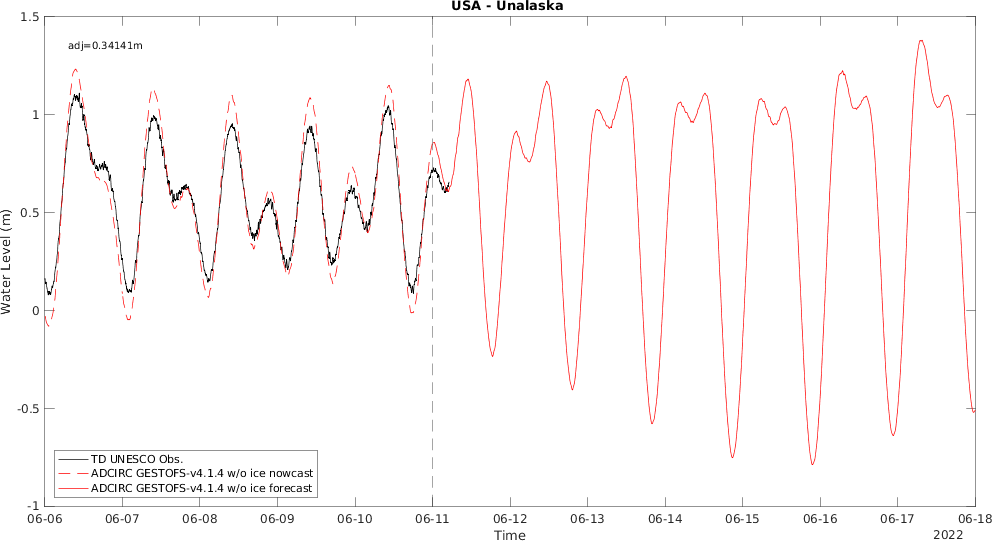 USA - Unalaska
1.5
adj=0.34141m
1
0.5
0
-0.5
-1
Water Level (m)
TD UNESCO Obs.
ADCIRC GESTOFS-v4.1.4 w/o ice nowcast
ADCIRC GESTOFS-v4.1.4 w/o ice forecast
06-06 06-07 06-08 06-09 06-10 06-11 06-12 06-13 06-14 06-15 06-16 06-17 06-18
Time
2022